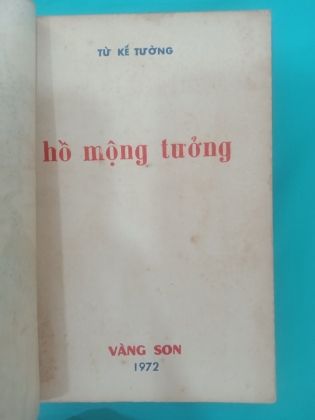 TỪ KẾ TƯỜNG
hồ mộng tưởng
VÀNG SON
1972